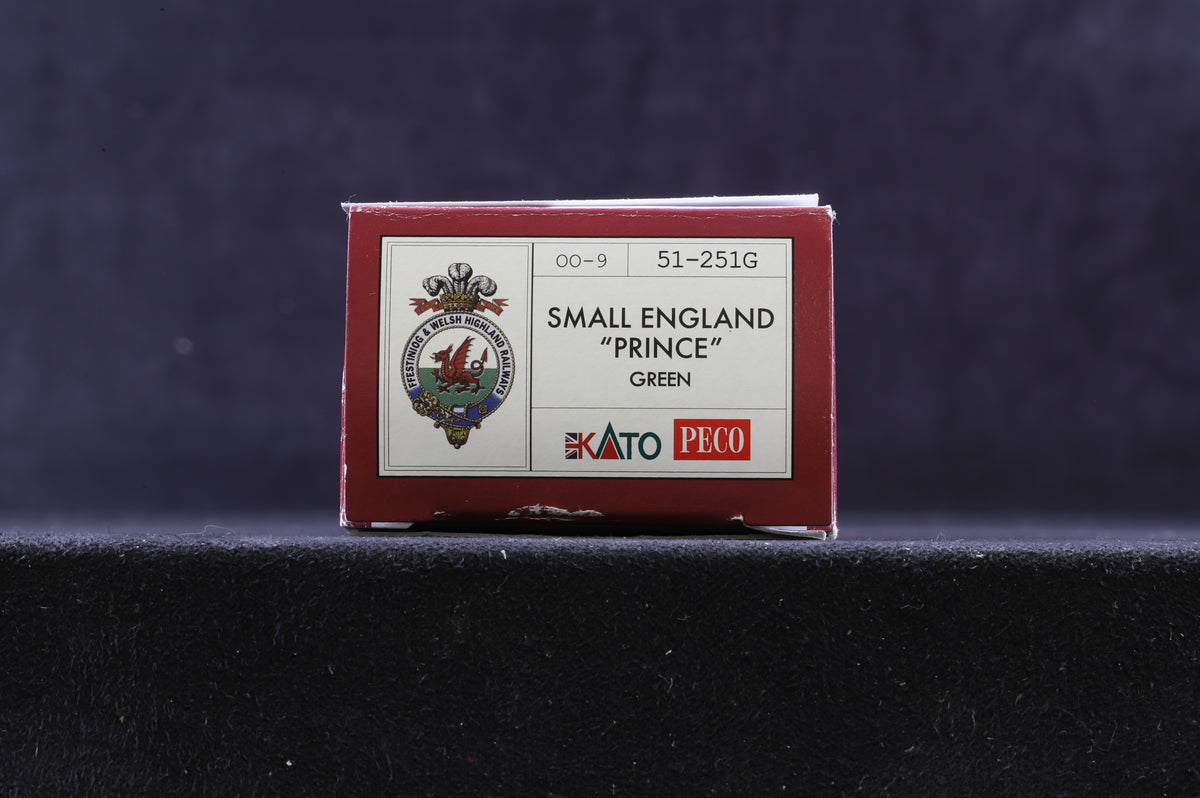 FFESTINIOG & WELSH HIGHLAND RAILWAYS
OO-9
51-251G
SMALL ENGLAND
"PRINCE"
GREEN
KATO
PECO